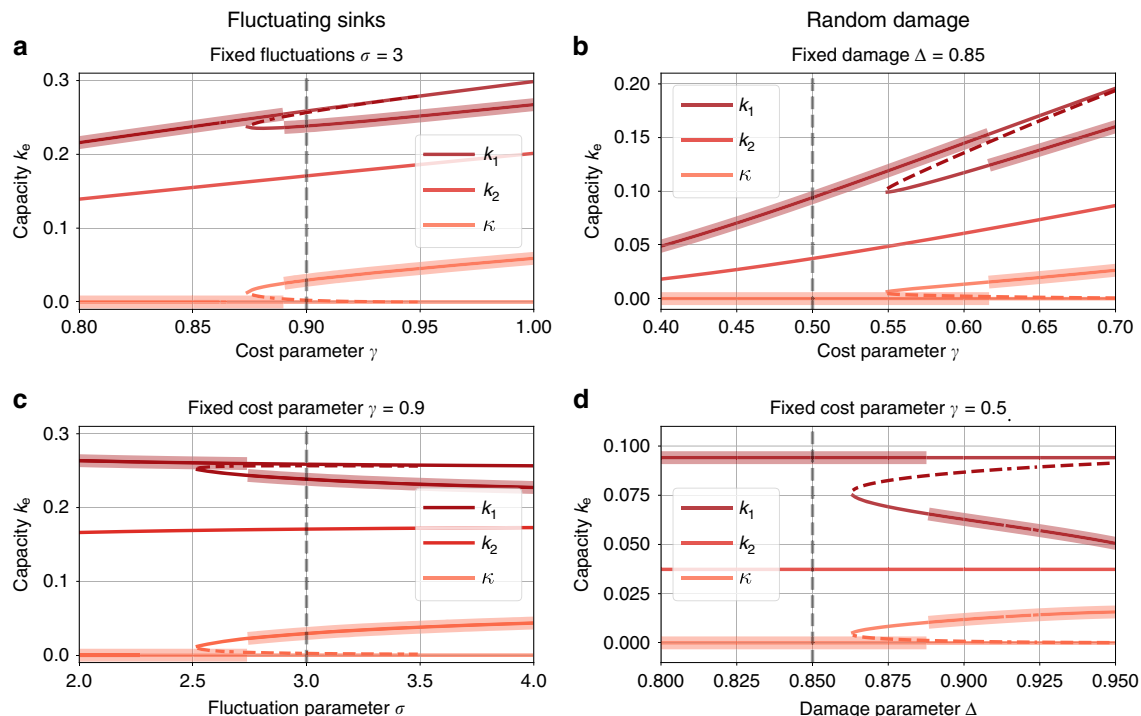 Fluctuating sinks
Random damage
a
Fixed fluctuations σ = 3
Capacity kₑ
0.3
0.2
0.1
0.0
k₁
k₂
κ
0.80 0.85 0.90 0.95 1.00
Cost parameter γ
b
Fixed damage Δ = 0.85
Capacity kₑ
0.20
0.15
0.10
0.05
0.00
k₁
k₂
κ
0.40 0.45 0.50 0.55 0.60 0.65 0.70
Cost parameter γ
c
Fixed cost parameter γ = 0.9
Capacity kₑ
0.3
0.2
0.1
0.0
k₁
k₂
κ
2.0 2.5 3.0 3.5 4.0
Fluctuation parameter σ
d
Fixed cost parameter γ = 0.5.
Capacity kₑ
0.100
0.075
0.050
0.025
0.000
k₁
k₂
κ
0.800 0.825 0.850 0.875 0.900 0.925 0.950
Damage parameter Δ